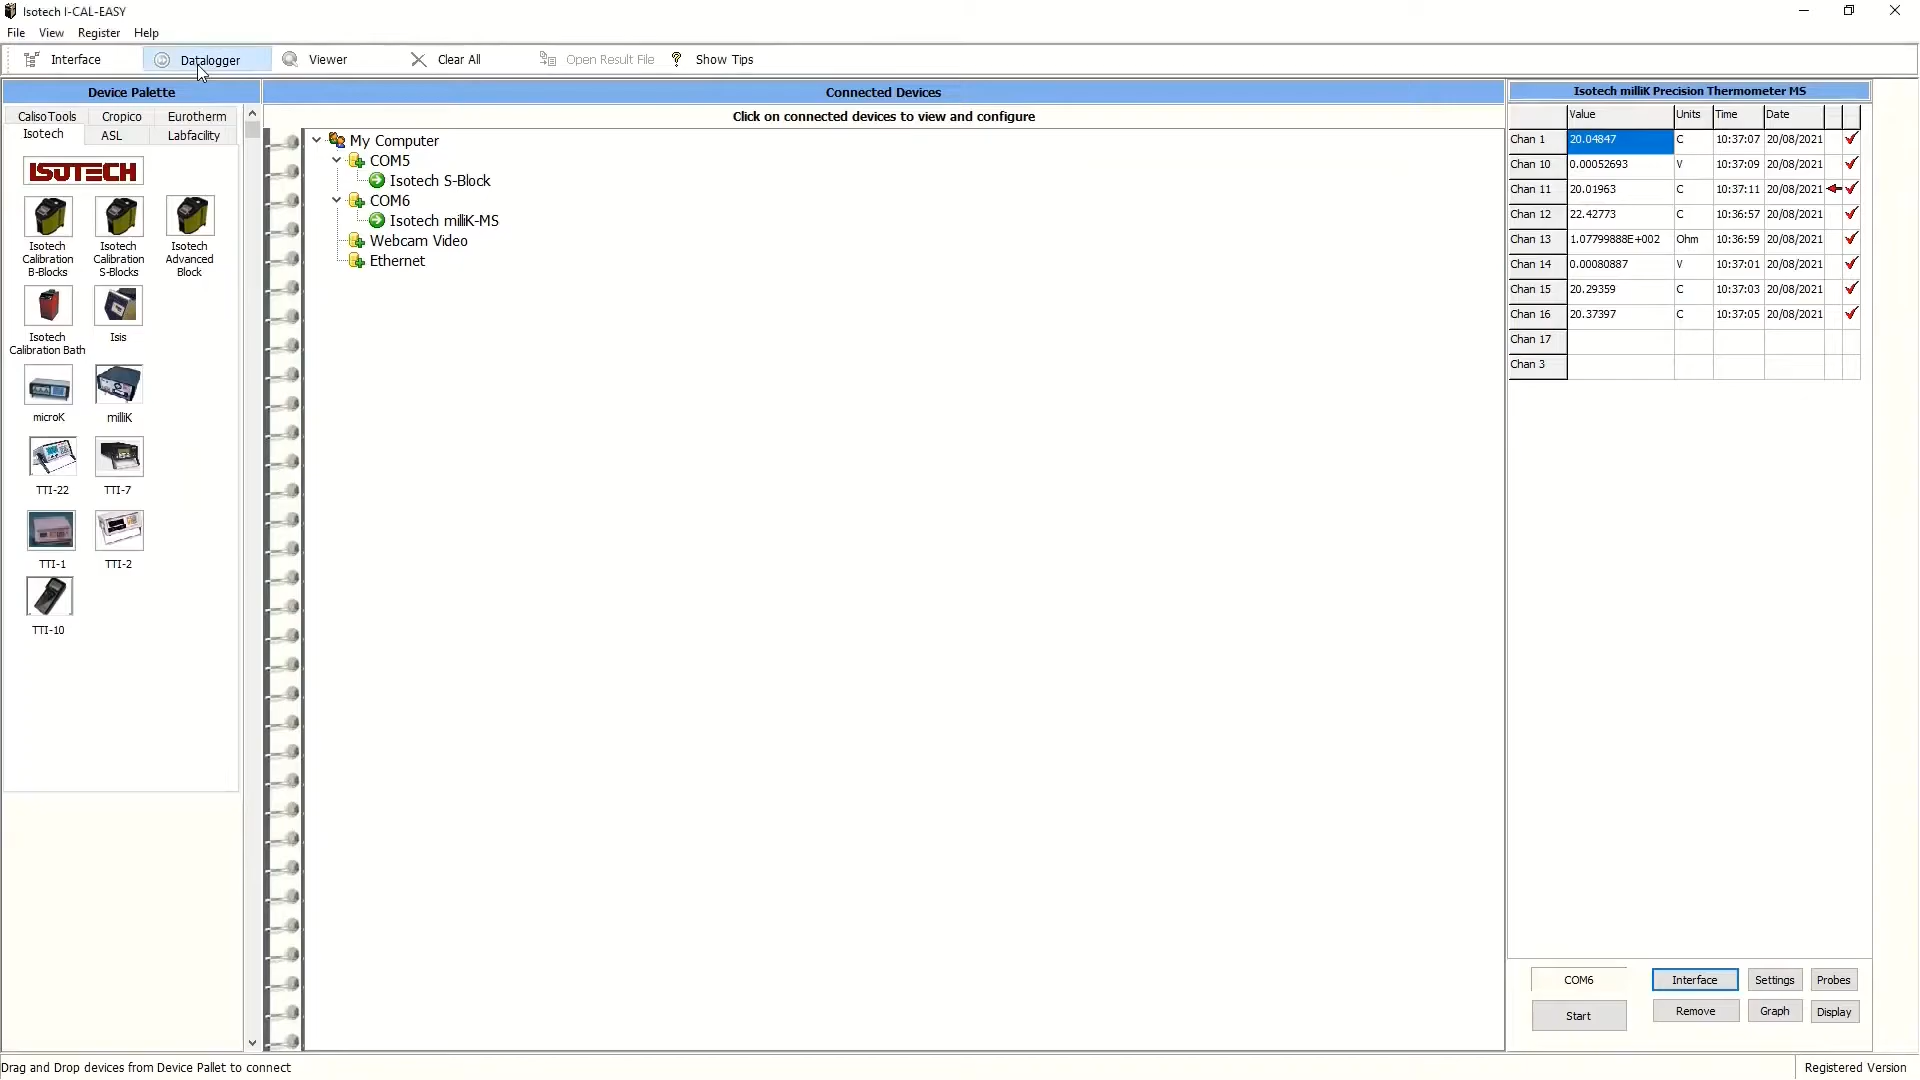 Isotech I-CAL-EASY
File View Register Help
Interface Datalogger Viewer Clear All Open Result File ? Show Tips
Device Palette
CalisoTools Cropico Eurotherm
Isotech ASL Labfacility
ISOTECH
Isotech Calibration B-Blocks
Isotech Calibration S-Blocks
Isotech Advanced Block
Isotech Calibration Bath
Isis
microK
milliK
TTI-22
TTI-7
TTI-1
TTI-2
TTI-10
Connected Devices
Click on connected devices to view and configure
My Computer
COM5
Isotech S-Block
COM6
Isotech milliK-MS
Webcam Video
Ethernet
Isotech milliK Precision Thermometer MS
Value Units Time Date
Chan 1 20.04847 C 10:37:07 20/08/2021
Chan 10 0.00052693 V 10:37:09 20/08/2021
Chan 11 20.01963 C 10:37:11 20/08/2021
Chan 12 22.42773 C 10:36:57 20/08/2021
Chan 13 1.07799888E+002 Ohm 10:36:59 20/08/2021
Chan 14 0.00080887 V 10:37:01 20/08/2021
Chan 15 20.29359 C 10:37:03 20/08/2021
Chan 16 20.37397 C 10:37:05 20/08/2021
Chan 17
Chan 3
COM6 Interface Settings Probes
Start Remove Graph Display
Drag and Drop devices from Device Pallet to connect
Registered Version